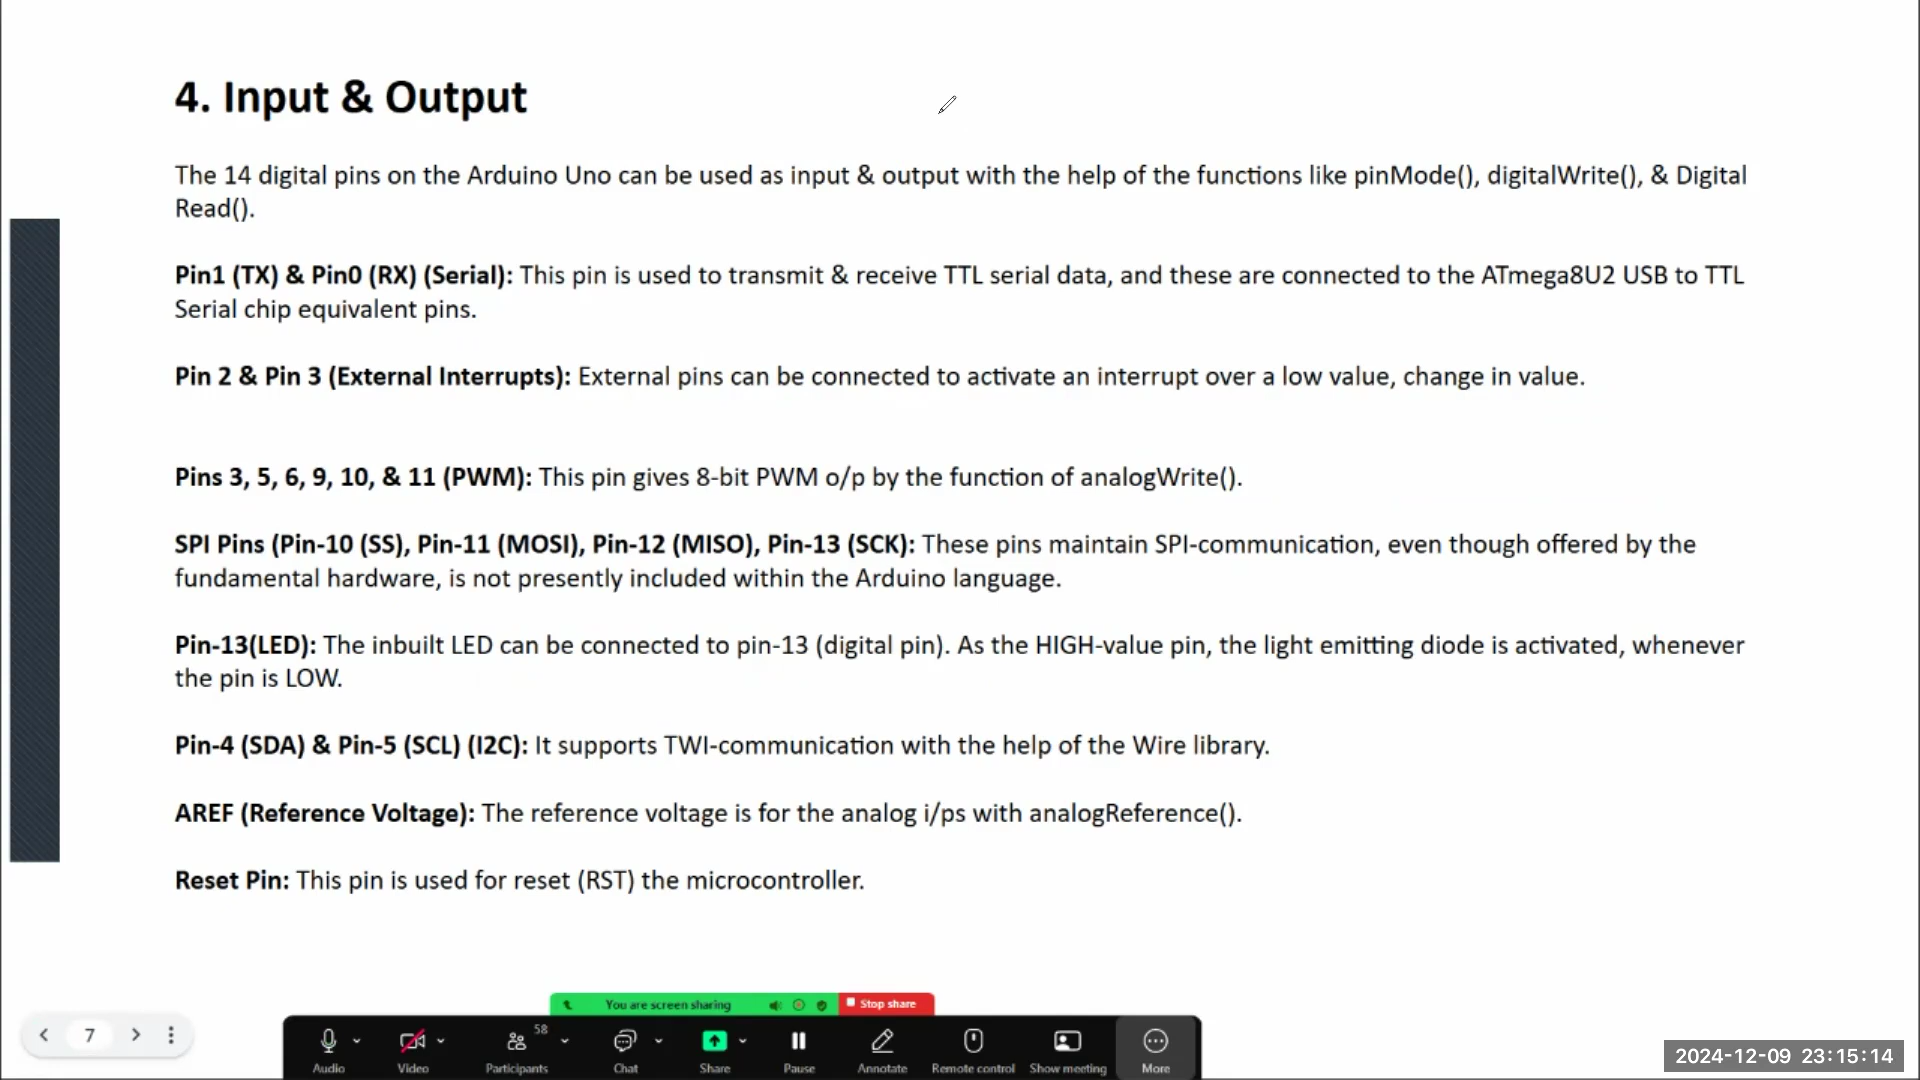 4. Input & Output
The 14 digital pins on the Arduino Uno can be used as input & output with the help of the functions like pinMode(), digitalWrite(), & Digital
Read().
Pin1 (TX) & Pin0 (RX) (Serial): This pin is used to transmit & receive TTL serial data, and these are connected to the ATmega8U2 USB to TTL
Serial chip equivalent pins.
Pin 2 & Pin 3 (External Interrupts): External pins can be connected to activate an interrupt over a low value, change in value.
Pins 3, 5, 6, 9, 10, & 11 (PWM): This pin gives 8-bit PWM o/p by the function of analogWrite().
SPI Pins (Pin-10 (SS), Pin-11 (MOSI), Pin-12 (MISO), Pin-13 (SCK): These pins maintain SPI-communication, even though offered by the
fundamental hardware, is not presently included within the Arduino language.
Pin-13(LED): The inbuilt LED can be connected to pin-13 (digital pin). As the HIGH-value pin, the light emitting diode is activated, whenever
the pin is LOW.
Pin-4 (SDA) & Pin-5 (SCL) (I2C): It supports TWI-communication with the help of the Wire library.
AREF (Reference Voltage): The reference voltage is for the analog i/ps with analogReference().
Reset Pin: This pin is used for reset (RST) the microcontroller.
You are screen sharing Stop share
7
58
Audio Video Participants Chat Share Pause Annotate Remote control Show meeting More
2024-12-09 23:15:14